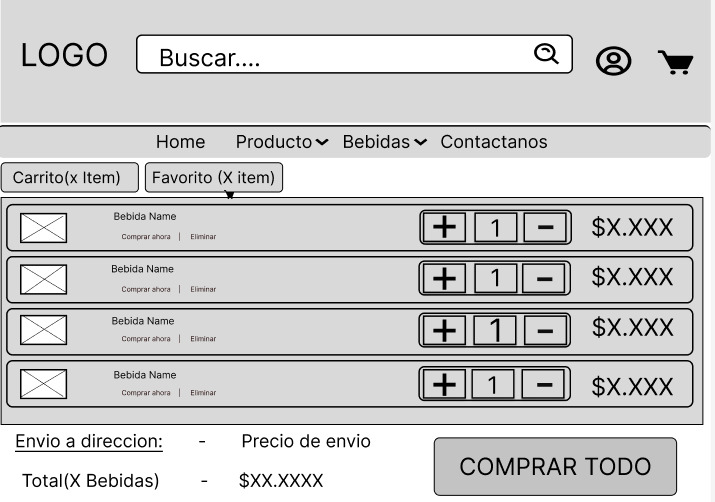 LOGO
Buscar....
Home Producto Bebidas Contactanos
Carrito(x Item) Favorito (X item)
Bebida Name
Comprar ahora | Eliminar
+ 1 - $X.XXX
Bebida Name
Comprar ahora | Eliminar
+ 1 - $X.XXX
Bebida Name
Comprar ahora | Eliminar
+ 1 - $X.XXX
Bebida Name
Comprar ahora | Eliminar
+ 1 - $X.XXX
Envio a direccion: - Precio de envio
Total(X Bebidas) - $XX.XXXX
COMPRAR TODO